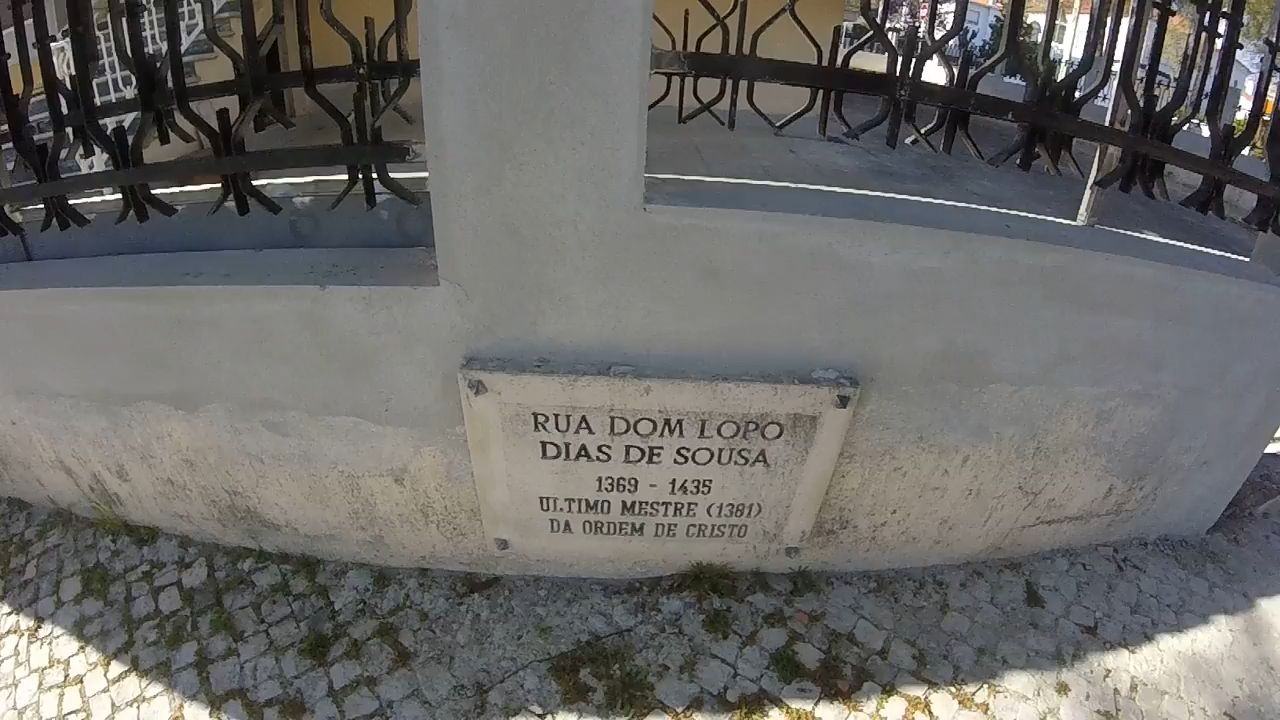 RUA DOM LOPO
DIAS DE SOUSA
1369 - 1435
ULTIMO MESTRE (1381)
DA ORDEM DE CRISTO